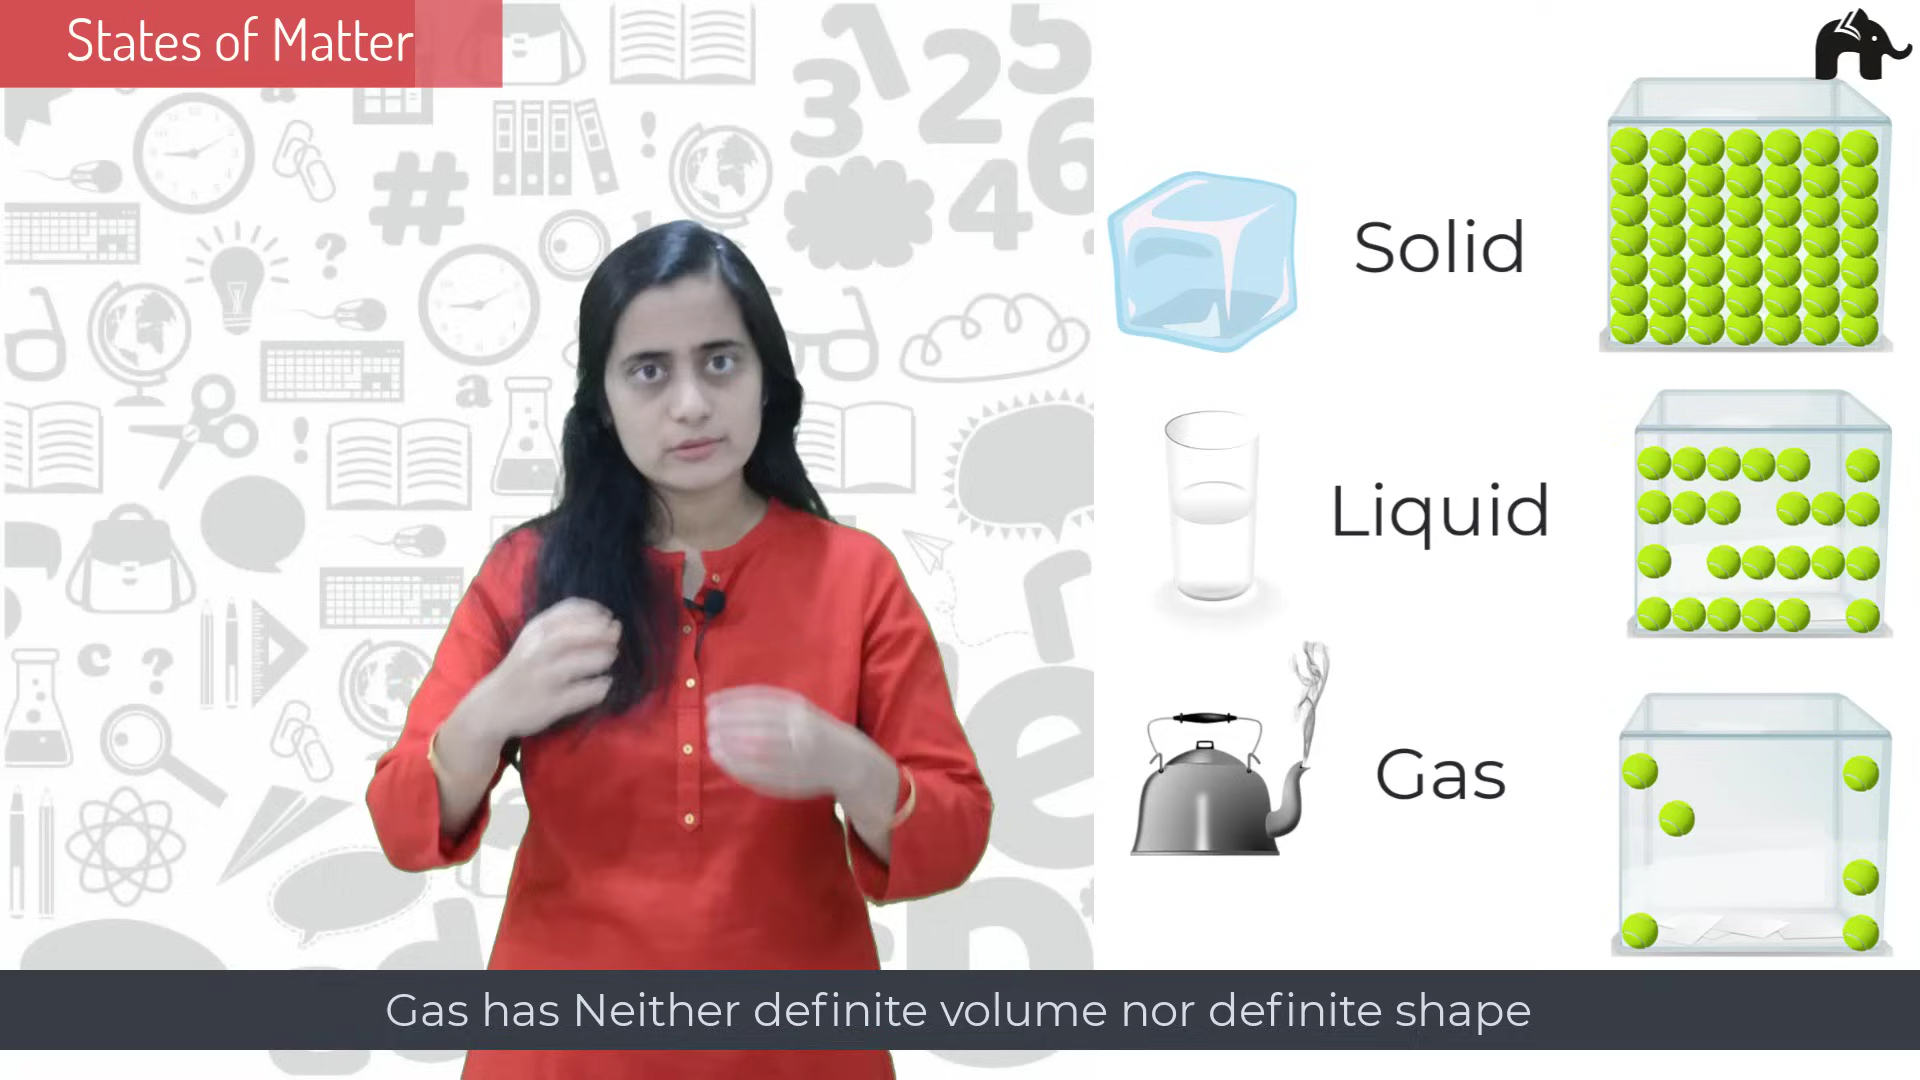 States of Matter
Solid
Liquid
Gas
Gas has Neither definite volume nor definite shape